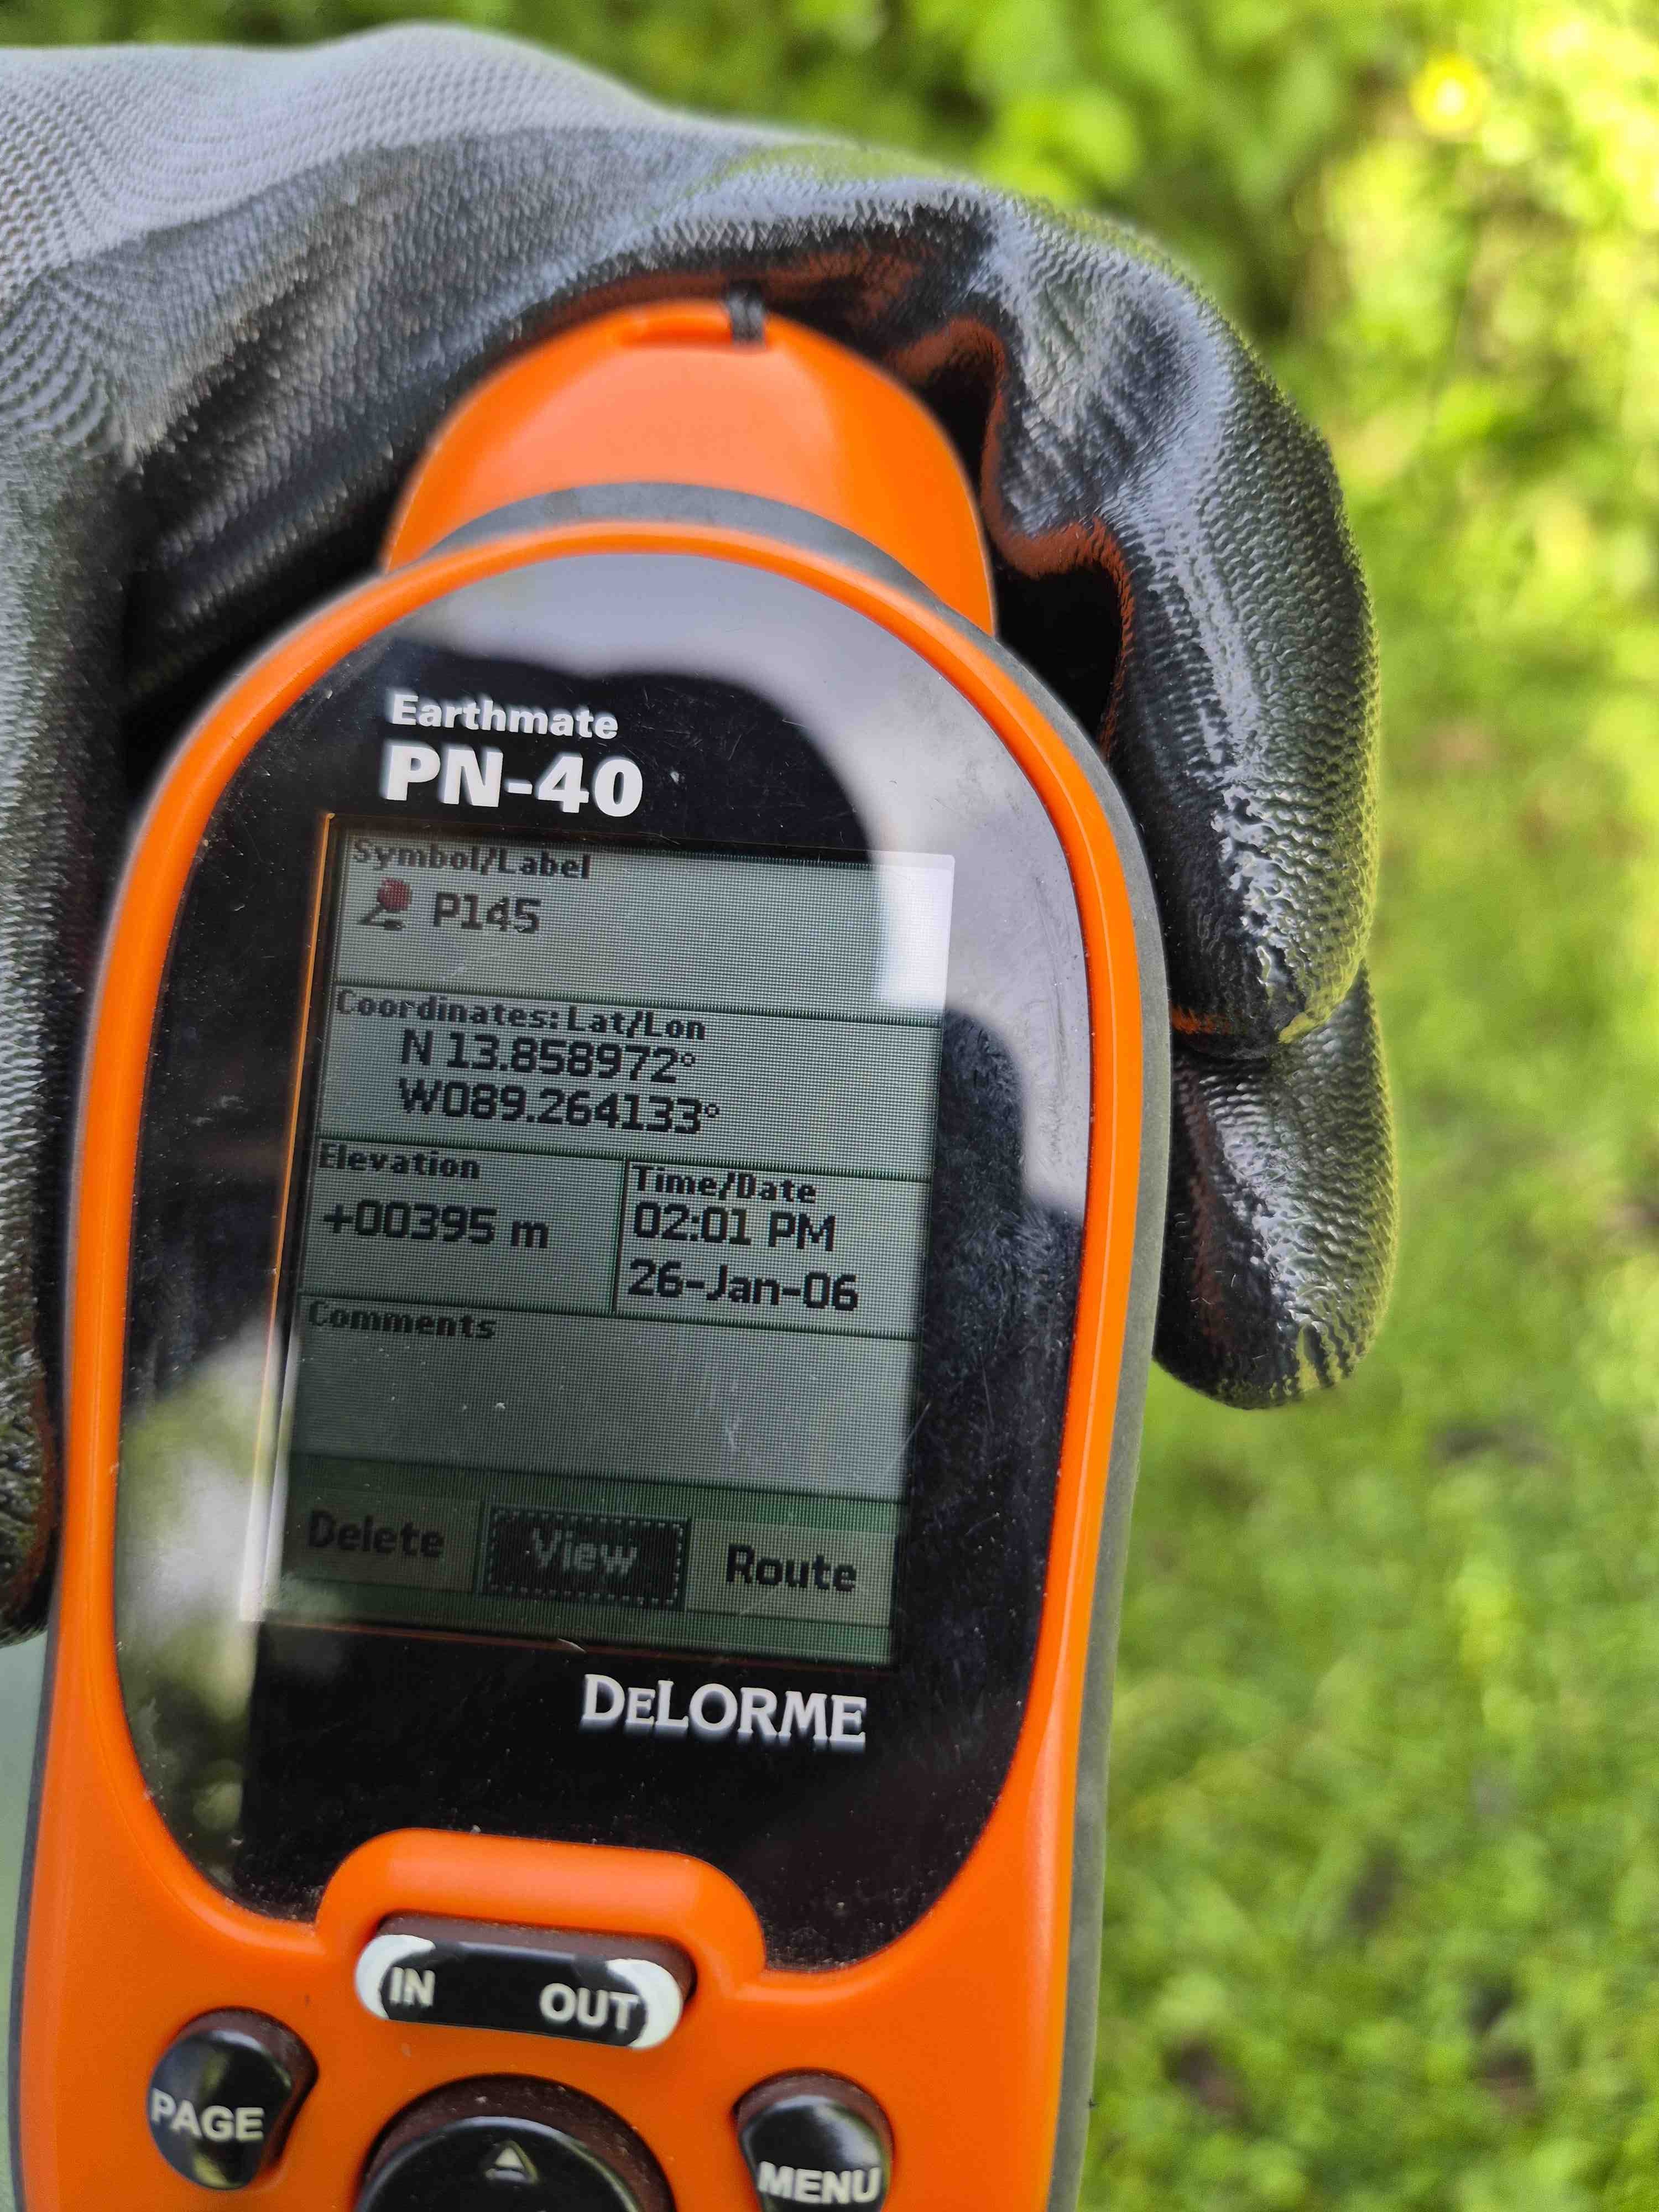 Earthmate
PN-40
Symbol/Label
P145
Coordinates: Lat/Lon
N 13.858972°
W089.264133°
Elevation
+00395 m
Time/Date
02:01 PM
26-Jan-06
Comments
Delete
View
Route
DELORME
IN
OUT
PAGE
MENU